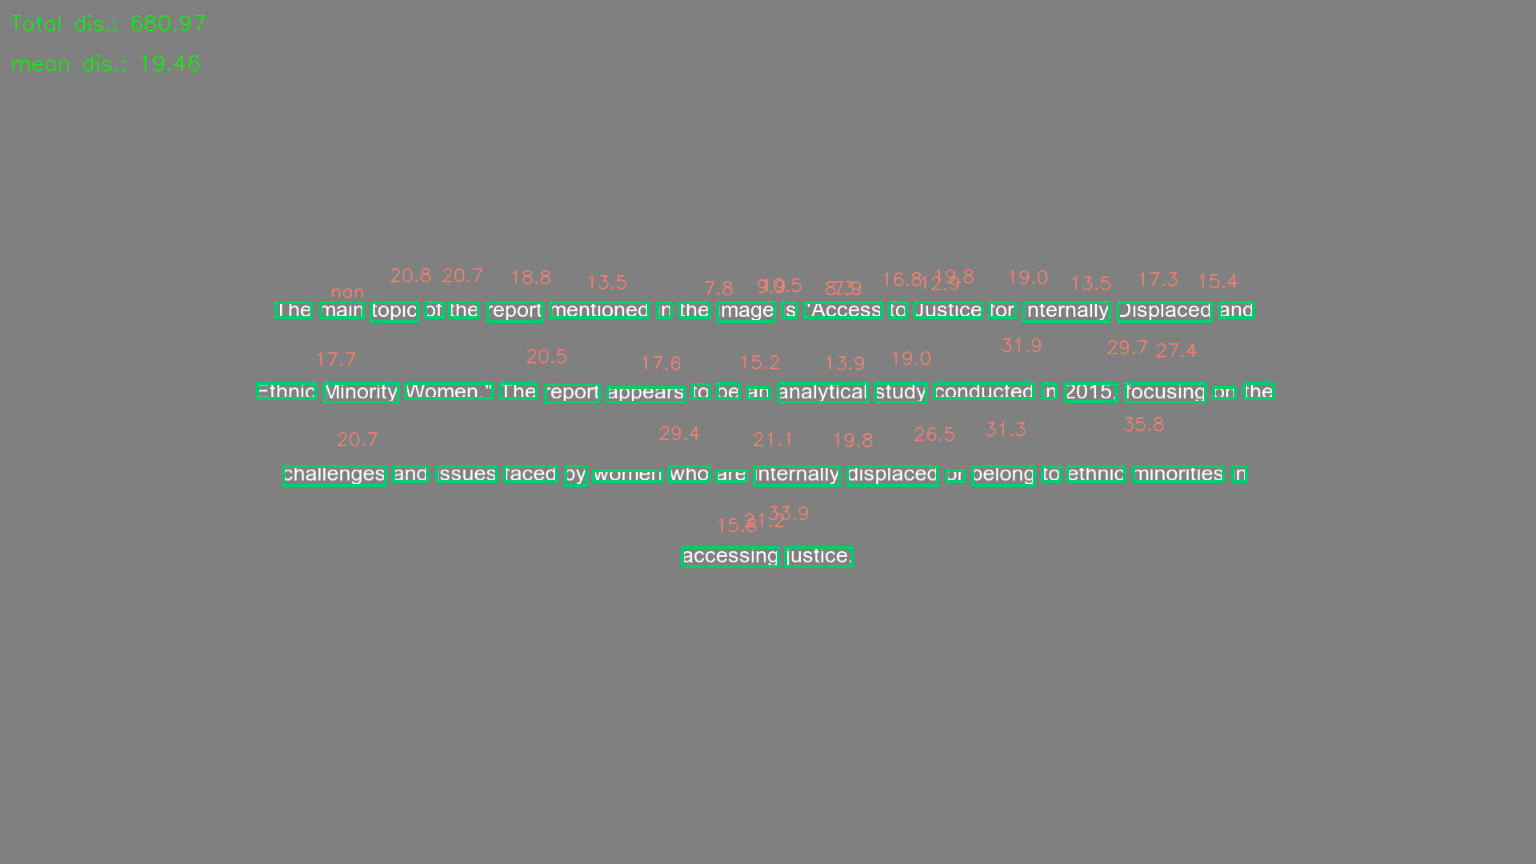 Total dis.: 680.97
mean dis.: 19.46
nan 20.8 20.7 18.8 13.5 7.8 9.9 10.5 16.8 12.9 19.8 19.0 13.5 17.3 15.4
The main topic of the report mentioned in the image is "Access to Justice for Internally Displaced and
17.7 20.5 17.6 15.2 13.9 19.0 31.9 29.7 27.4
Ethnic Minority Women." The report appears to be an analytical study conducted in 2015, focusing on the
20.7 29.4 21.1 19.8 26.5 31.3 35.8
challenges and issues faced by women who are internally displaced or belong to ethnic minorities in
15.8 21.2 33.9
accessing justice.